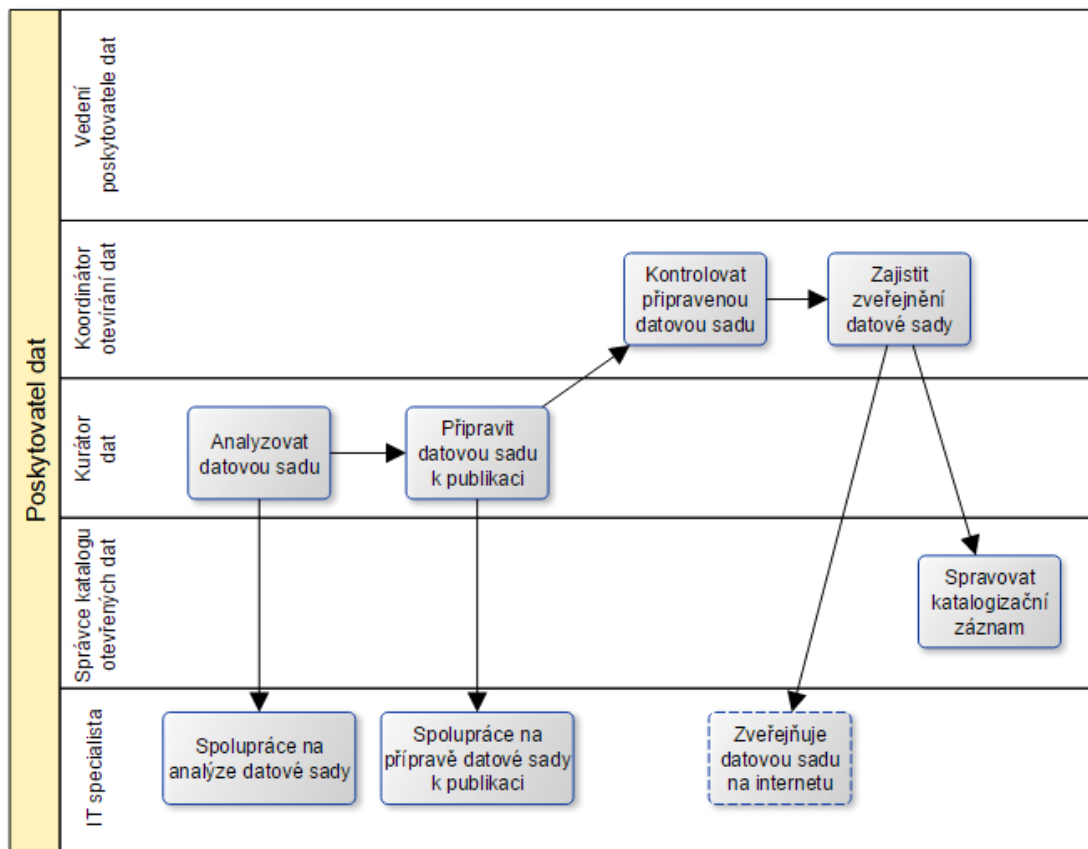 Poskytovatel dat
Vedení
poskytovatele dat
Koordinátor
otevírání dat
Kontrolovat
připravenou
datovou sadu
Zajistit
zveřejnění
datové sady
Kurátor
dat
Analyzovat
datovou sadu
Připravit
datovou sadu
k publikaci
Správce katalogu
otevřených dat
Spravovat
katalogizační
záznam
IT specialista
Spolupráce na
analýze datové sady
Spolupráce na
přípravě datové sady
k publikaci
Zveřejňuje
datovou sadu
na internetu